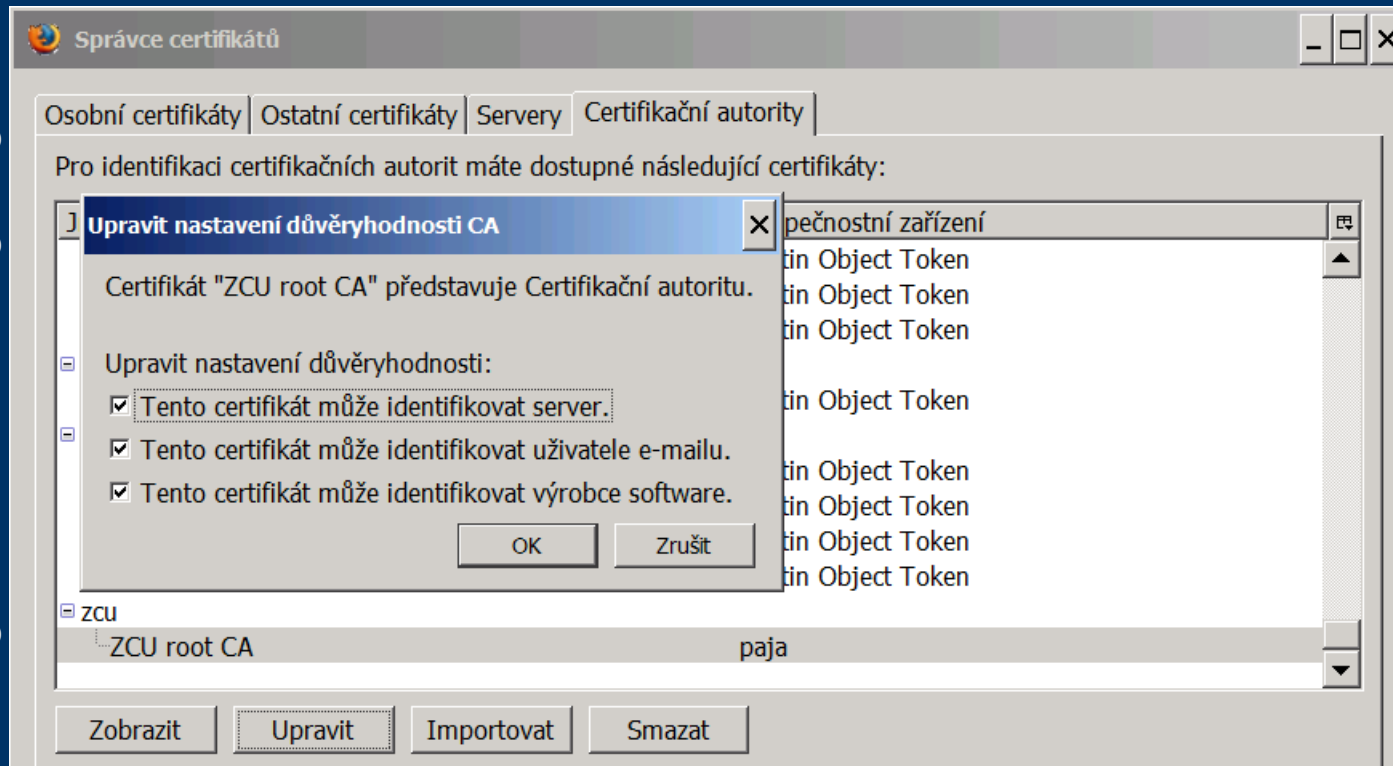 Správce certifikátů
Osobní certifikáty Ostatní certifikáty Servery Certifikační autority
Pro identifikaci certifikačních autorit máte dostupné následující certifikáty:
J pečnostní zařízení
Upravit nastavení důvěryhodnosti CA
tin Object Token
Certifikát "ZCU root CA" představuje Certifikační autoritu.
tin Object Token
tin Object Token
Upravit nastavení důvěryhodnosti:
Tento certifikát může identifikovat server.
tin Object Token
Tento certifikát může identifikovat uživatele e-mailu.
tin Object Token
Tento certifikát může identifikovat výrobce software.
tin Object Token
OK Zrušit
tin Object Token
tin Object Token
zcu
ZCU root CA paja
Zobrazit Upravit Importovat Smazat